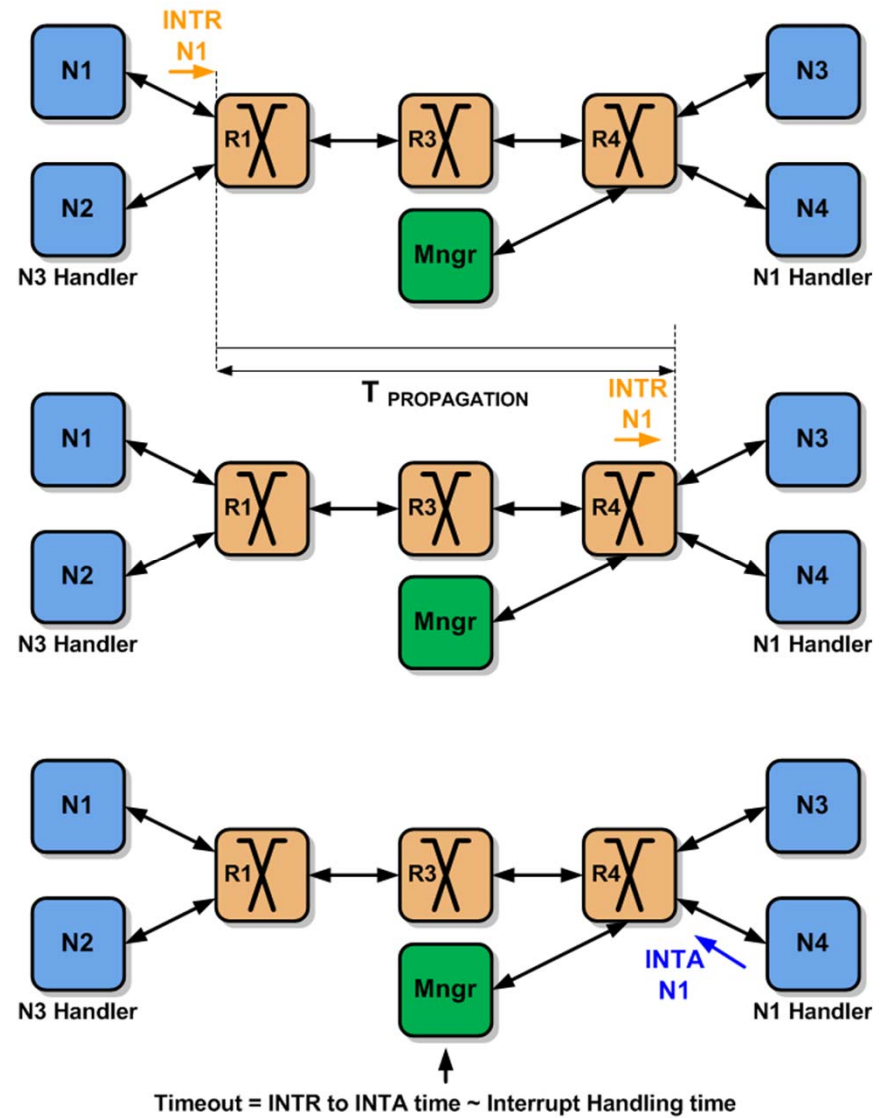 INTR
N1
N1
N3
R1
R3
R4
N2
Mngr
N4
N3 Handler
N1 Handler
T PROPAGATION
INTR
N1
N1
N3
R1
R3
R4
N2
Mngr
N4
N3 Handler
N1 Handler
N1
N3
R1
R3
R4
N2
Mngr
INTA
N1
N4
N3 Handler
N1 Handler
Timeout = INTR to INTA time ~ Interrupt Handling time